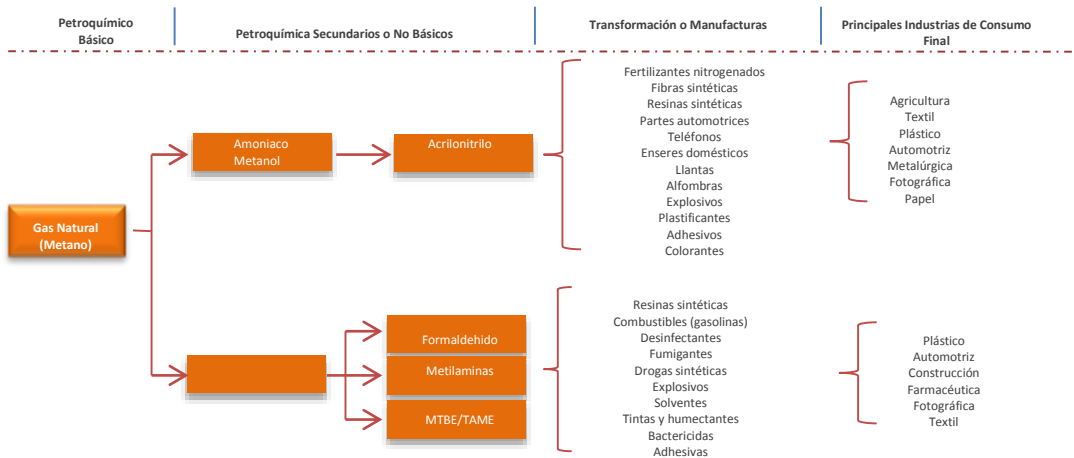 Petroquímico
Básico
Petroquímica Secundarios o No Básicos
Transformación o Manufacturas
Principales Industrias de Consumo
Final
Gas Natural
(Metano)
Amoniaco
Metanol
Acrilonitrilo
Fertilizantes nitrogenados
Fibras sintéticas
Resinas sintéticas
Partes automotrices
Teléfonos
Enseres domésticos
Llantas
Alfombras
Explosivos
Plastificantes
Adhesivos
Colorantes
Agricultura
Textil
Plástico
Automotriz
Metalúrgica
Fotográfica
Papel
Formaldehido
Metilaminas
MTBE/TAME
Resinas sintéticas
Combustibles (gasolinas)
Desinfectantes
Fumigantes
Drogas sintéticas
Explosivos
Solventes
Tintas y humectantes
Bactericidas
Adhesivas
Plástico
Automotriz
Construcción
Farmacéutica
Fotográfica
Textil